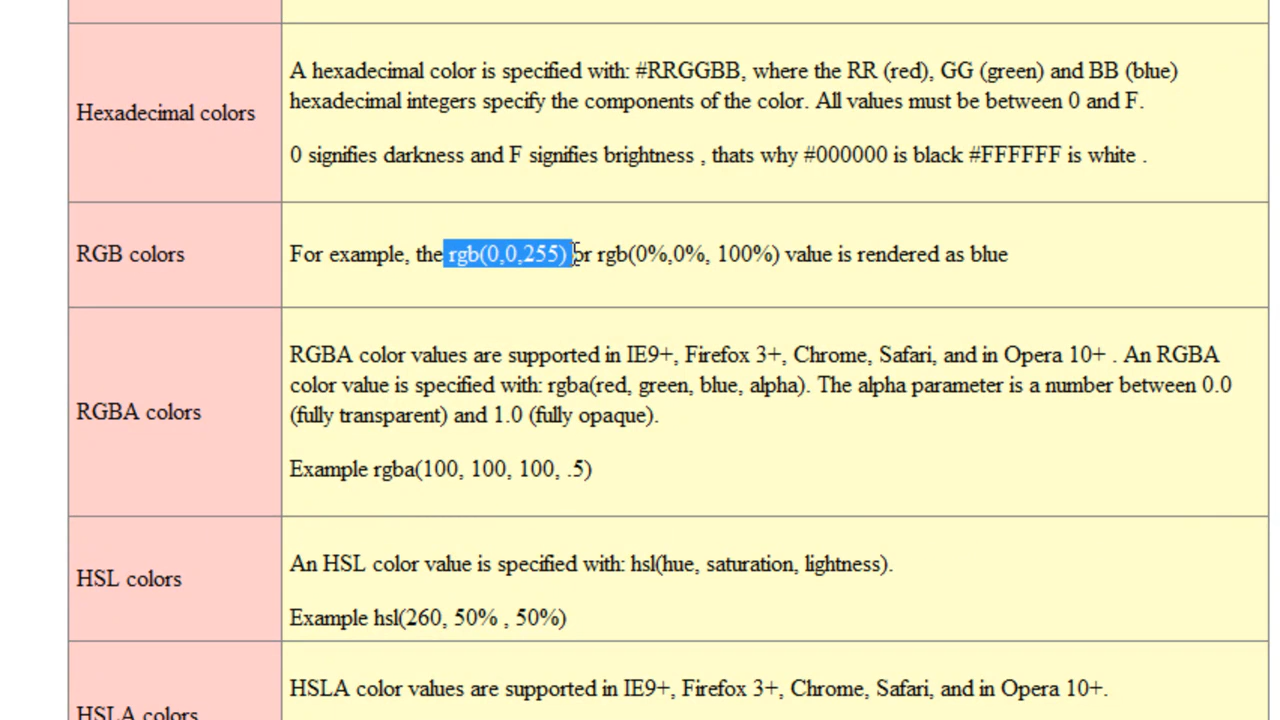 Hexadecimal colors
A hexadecimal color is specified with: #RRGGBB, where the RR (red), GG (green) and BB (blue)
hexadecimal integers specify the components of the color. All values must be between 0 and F.
0 signifies darkness and F signifies brightness , thats why #000000 is black #FFFFFF is white .
RGB colors
For example, the rgb(0,0,255) or rgb(0%,0%, 100%) value is rendered as blue
RGBA colors
RGBA color values are supported in IE9+, Firefox 3+, Chrome, Safari, and in Opera 10+ . An RGBA
color value is specified with: rgba(red, green, blue, alpha). The alpha parameter is a number between 0.0
(fully transparent) and 1.0 (fully opaque).
Example rgba(100, 100, 100, .5)
HSL colors
An HSL color value is specified with: hsl(hue, saturation, lightness).
Example hsl(260, 50% , 50%)
HSLA colors
HSLA color values are supported in IE9+, Firefox 3+, Chrome, Safari, and in Opera 10+.